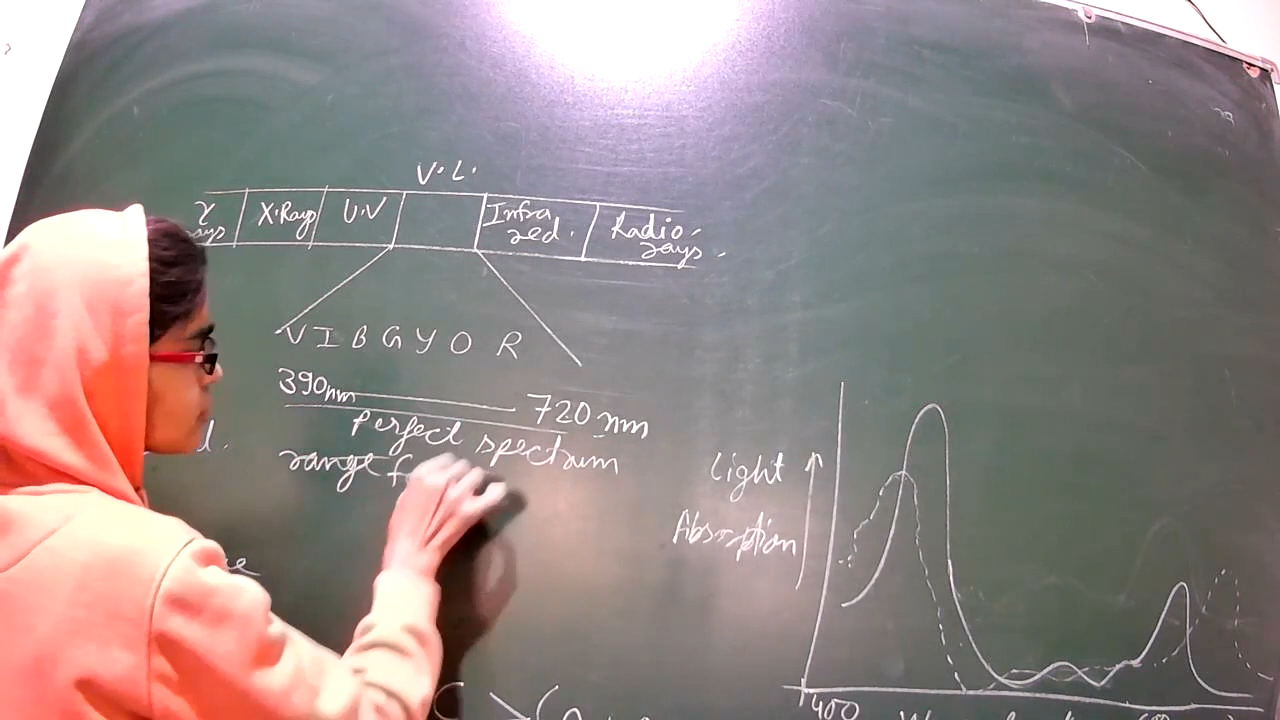 V.L.
X.Rays U.V Infra Radio-
red. rays.
V I B G Y O R
390nm 720 nm
Perfect spectrum
range
Light
Absorption
400